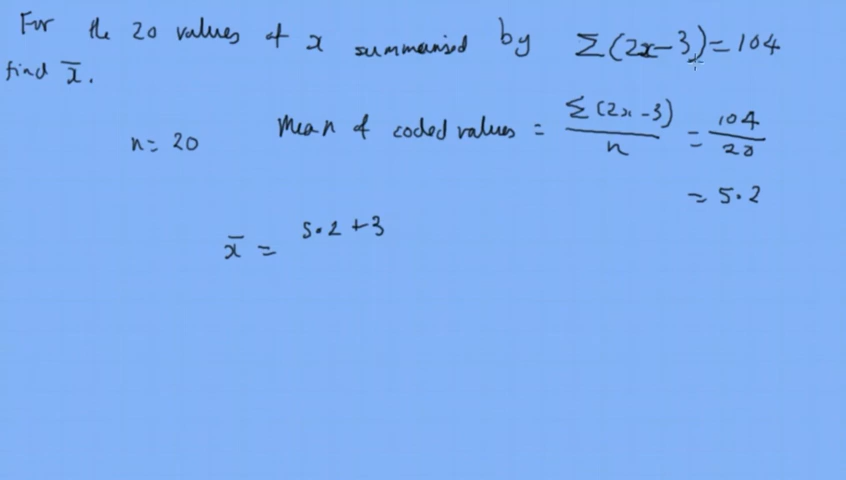 For the 20 values of x summarised by Σ(2x-3)=104
find x̄.
n=20 Mean of coded values = Σ(2x-3)/n = 104/20
= 5.2
x̄ = 5.2+3